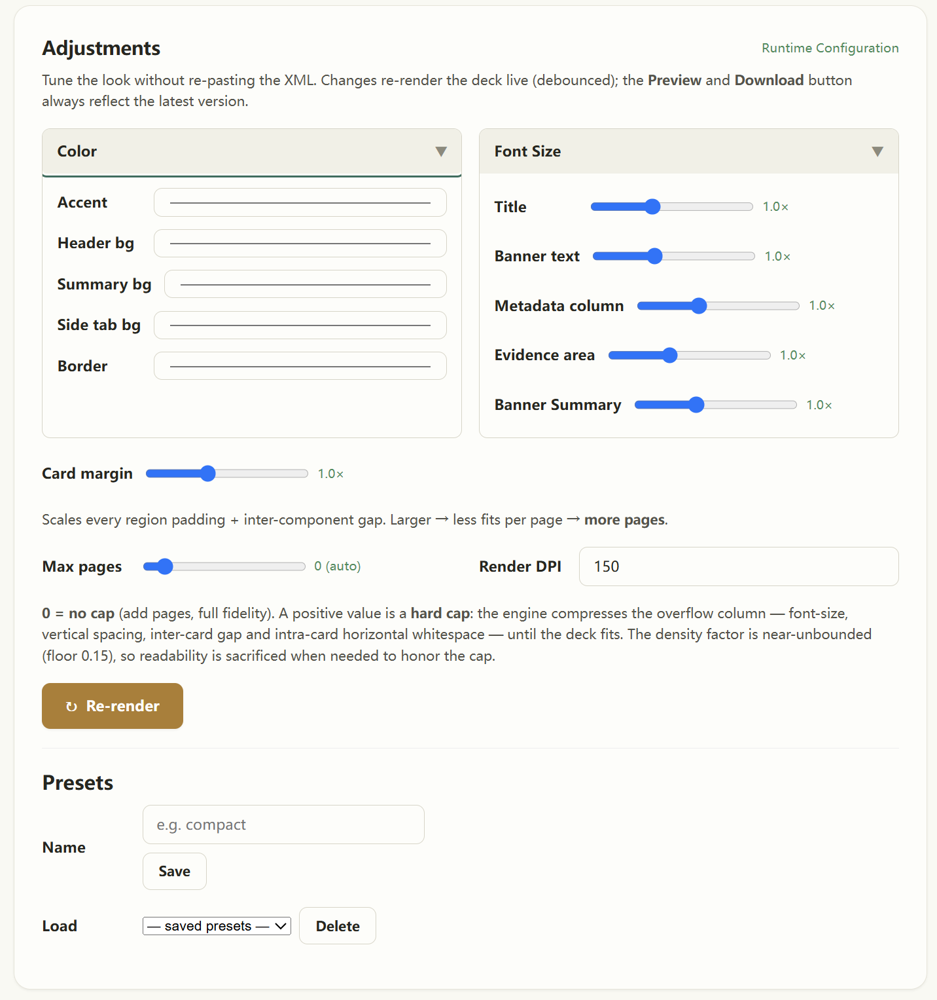 Adjustments
Runtime Configuration
Tune the look without re-pasting the XML. Changes re-render the deck live (debounced); the Preview and Download button
always reflect the latest version.
Color ▼
Accent
Header bg
Summary bg
Side tab bg
Border
Font Size ▼
Title 1.0×
Banner text 1.0×
Metadata column 1.0×
Evidence area 1.0×
Banner Summary 1.0×
Card margin 1.0×
Scales every region padding + inter-component gap. Larger → less fits per page → more pages.
Max pages 0 (auto)
Render DPI 150
0 = no cap (add pages, full fidelity). A positive value is a hard cap: the engine compresses the overflow column — font-size,
vertical spacing, inter-card gap and intra-card horizontal whitespace — until the deck fits. The density factor is near-unbounded
(floor 0.15), so readability is sacrificed when needed to honor the cap.
↻ Re-render
Presets
Name e.g. compact
Save
Load — saved presets — Delete